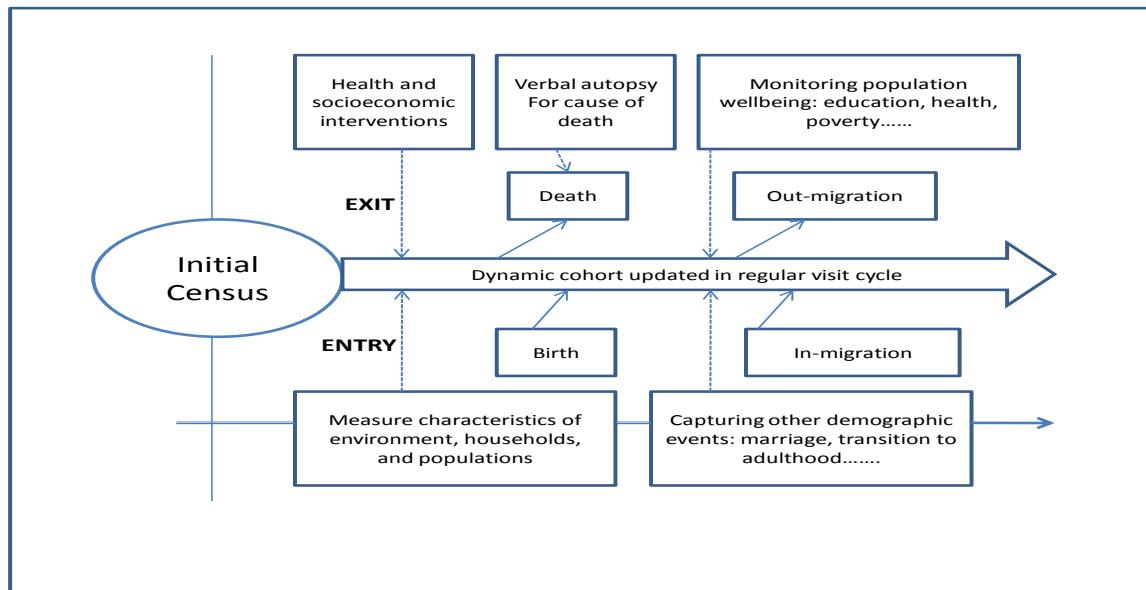 Health and
socioeconomic
interventions
Verbal autopsy
For cause of
death
Monitoring population
wellbeing: education, health,
poverty……
EXIT
Death
Out-migration
Initial
Census
Dynamic cohort updated in regular visit cycle
ENTRY
Birth
In-migration
Measure characteristics of
environment, households,
and populations
Capturing other demographic
events: marriage, transition to
adulthood…….